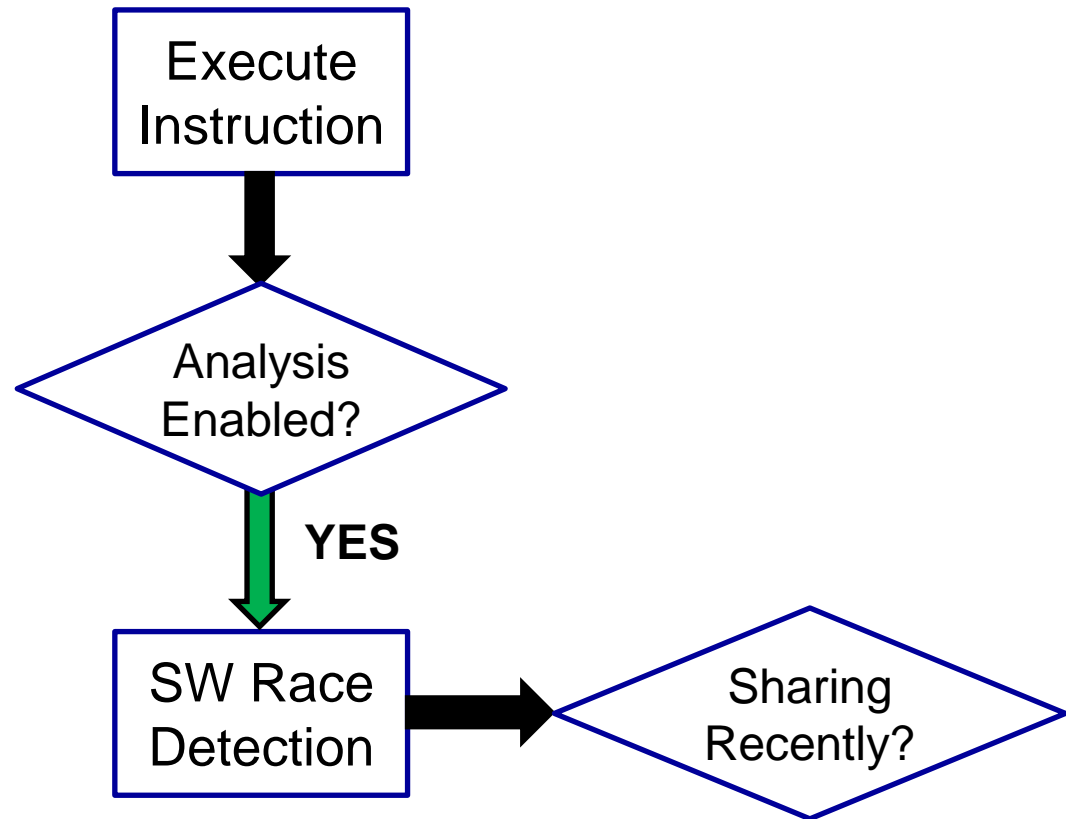 Execute
Instruction
Analysis
Enabled?
YES
SW Race
Detection
Sharing
Recently?